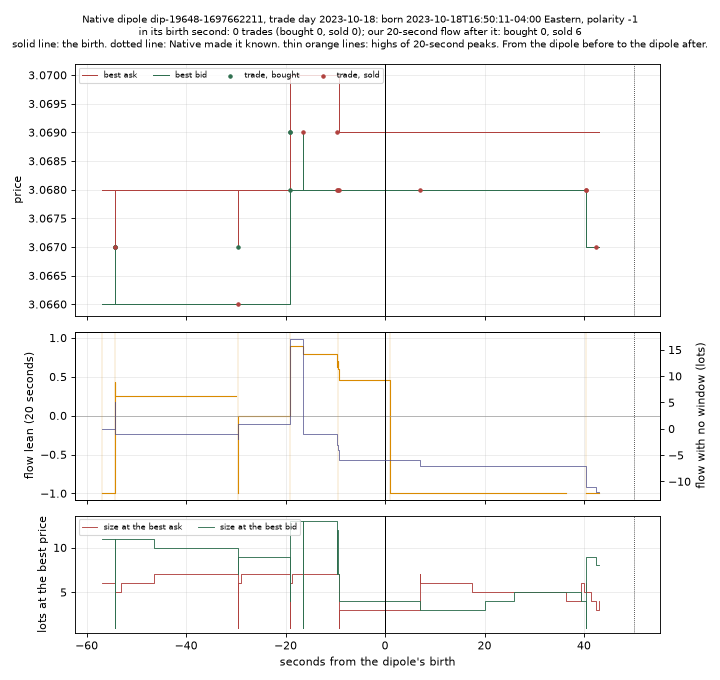 Native dipole dip-19648-1697662211, trade day 2023-10-18: born 2023-10-18T16:50:11-04:00 Eastern, polarity -1
in its birth second: 0 trades (bought 0, sold 0); our 20-second flow after it: bought 0, sold 6
solid line: the birth. dotted line: Native made it known. thin orange lines: highs of 20-second peaks. From the dipole before to the dipole after.
best ask
best bid
trade, bought
trade, sold
3.0700
3.0695
3.0690
3.0685
3.0680
3.0675
3.0670
3.0665
3.0660
price
1.0
0.5
0.0
−0.5
−1.0
flow lean (20 seconds)
15
10
5
0
−5
−10
flow with no window (lots)
size at the best ask
size at the best bid
10
5
lots at the best price
−60
−40
−20
0
20
40
seconds from the dipole's birth